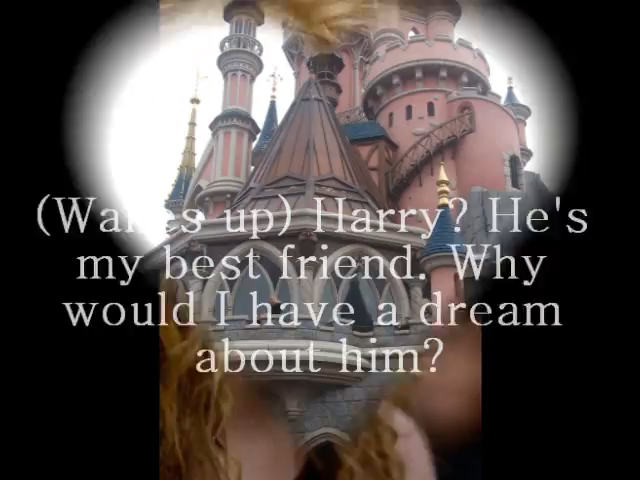 (Wakes up) Harry? He's
my best friend. Why
would I have a dream
about him?